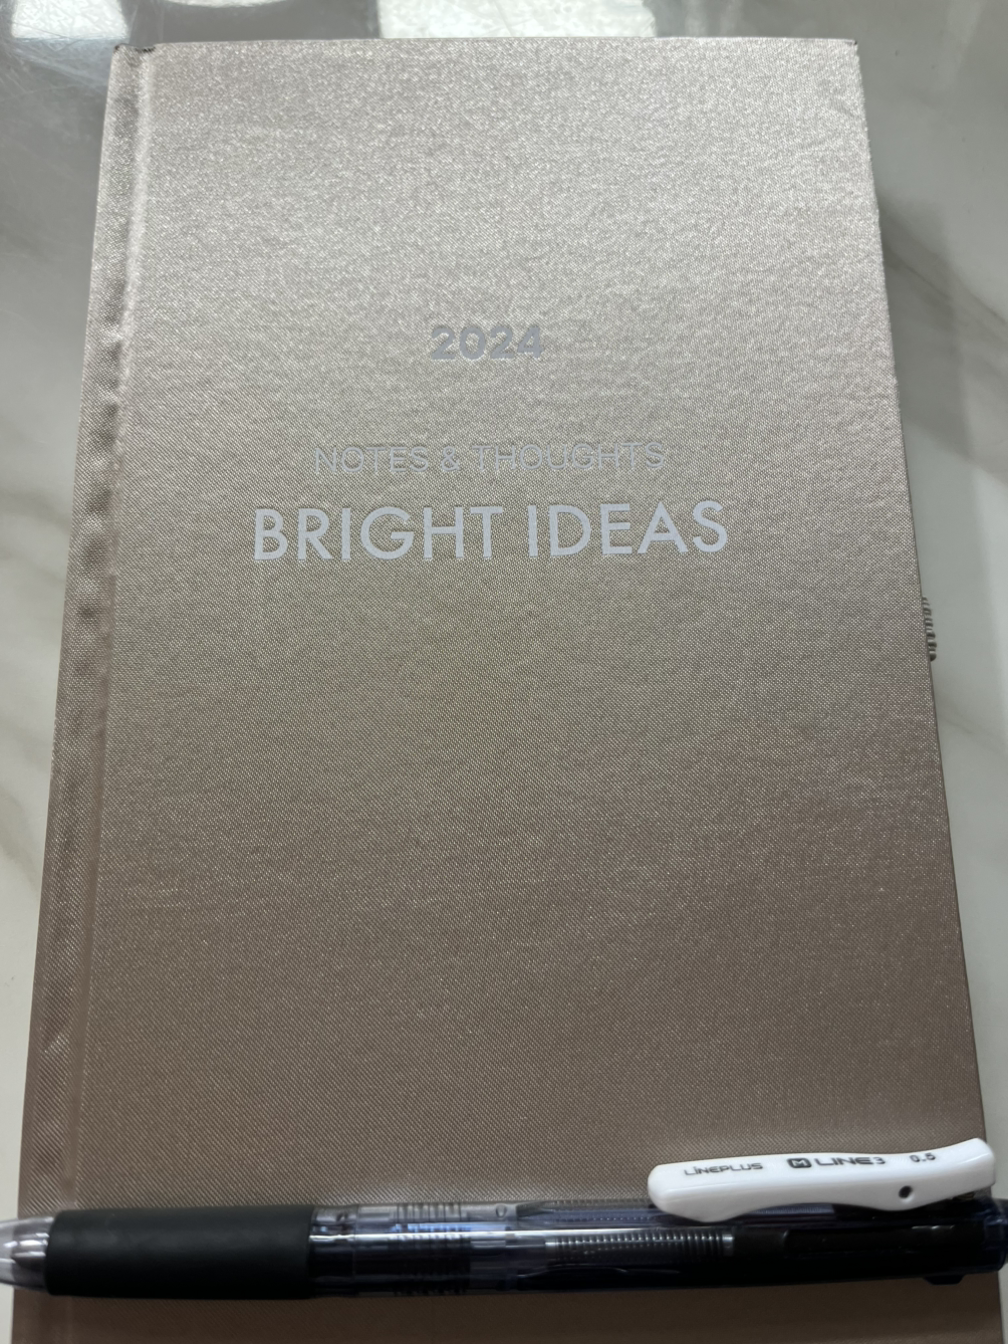 2024
NOTES & THOUGHTS
BRIGHT IDEAS
LINEPLUS M LINE3 0.5